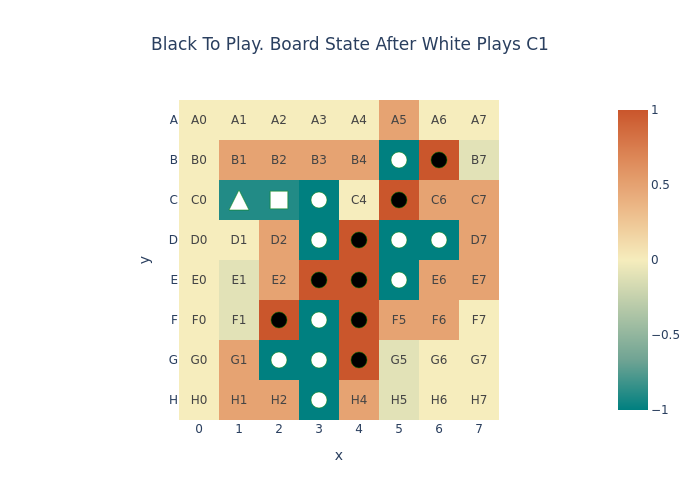 Black To Play. Board State After White Plays C1
A A0 A1 A2 A3 A4 A5 A6 A7
B B0 B1 B2 B3 B4 B7
C C0 C4 C6 C7
D D0 D1 D2 D7
E E0 E1 E2 E6 E7
F F0 F1 F5 F6 F7
G G0 G1 G5 G6 G7
H H0 H1 H2 H4 H5 H6 H7
0 1 2 3 4 5 6 7
x
y
1
0.5
0
−0.5
−1